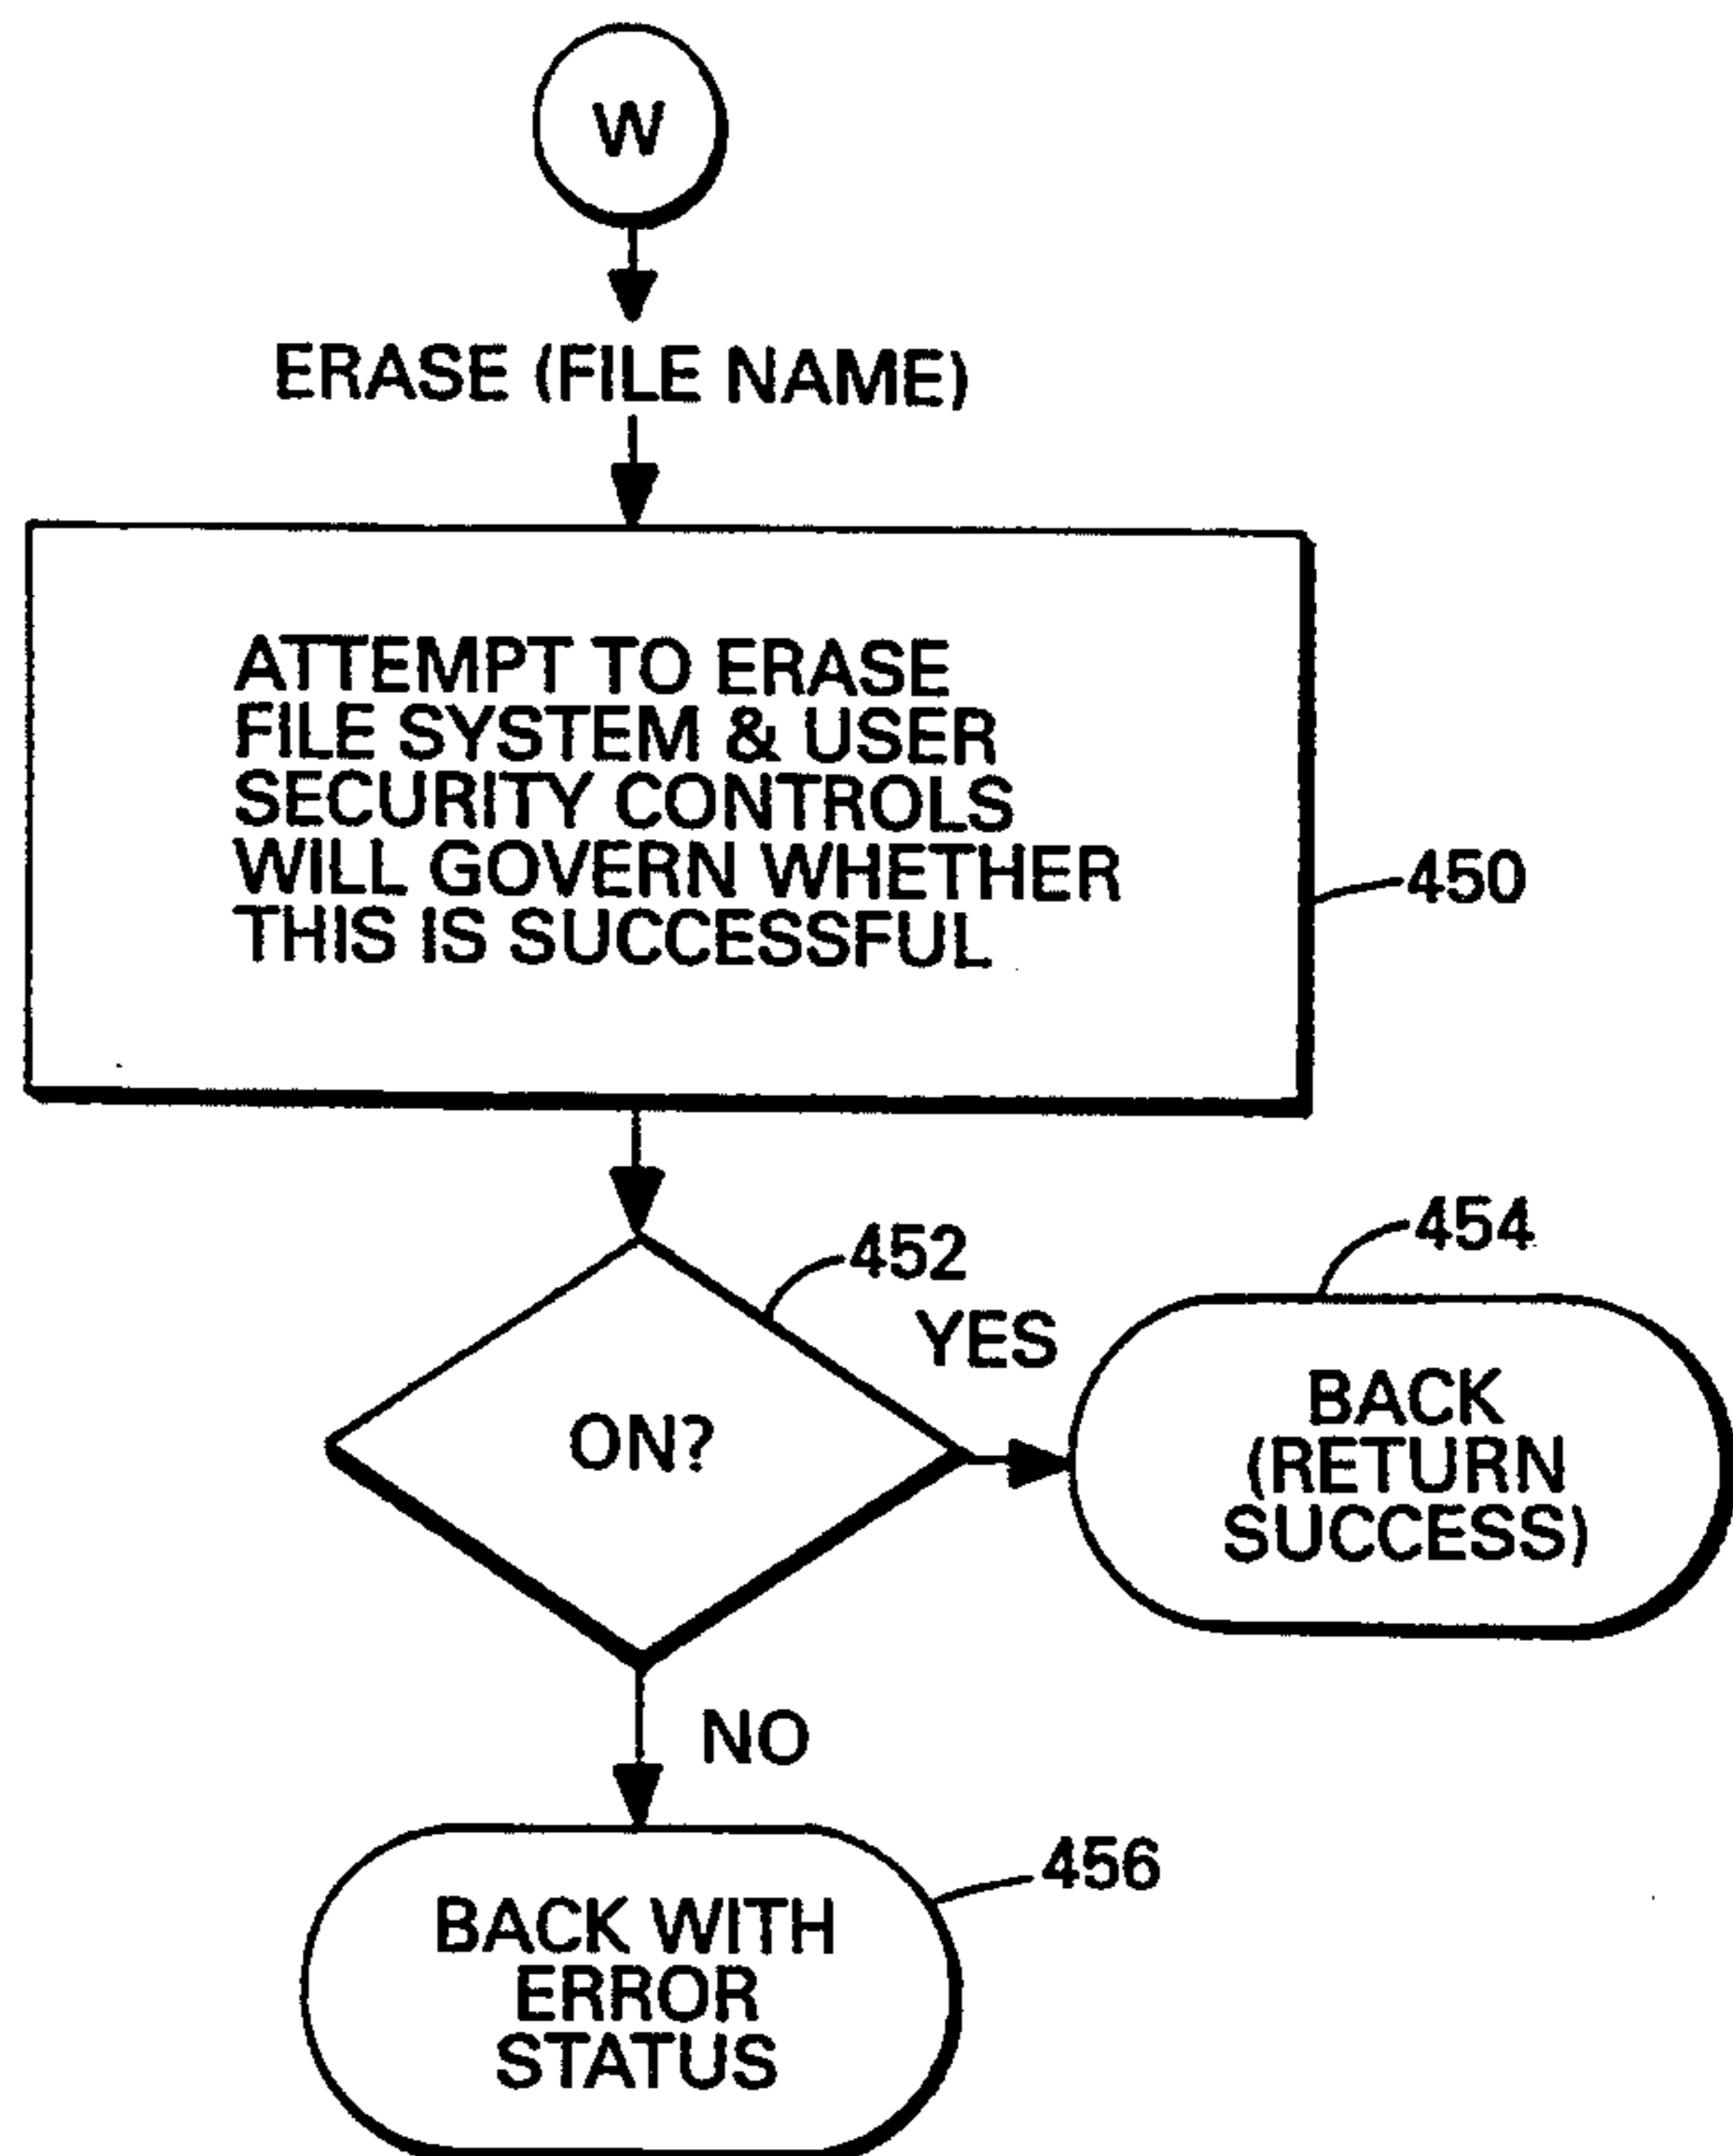 W
ERASE (FILE NAME)
ATTEMPT TO ERASE
FILE SYSTEM & USER
SECURITY CONTROLS
WILL GOVERN WHETHER
THIS IS SUCCESSFUL
450
452
454
YES
ON?
BACK
(RETURN
SUCCESS)
NO
456
BACK WITH
ERROR
STATUS